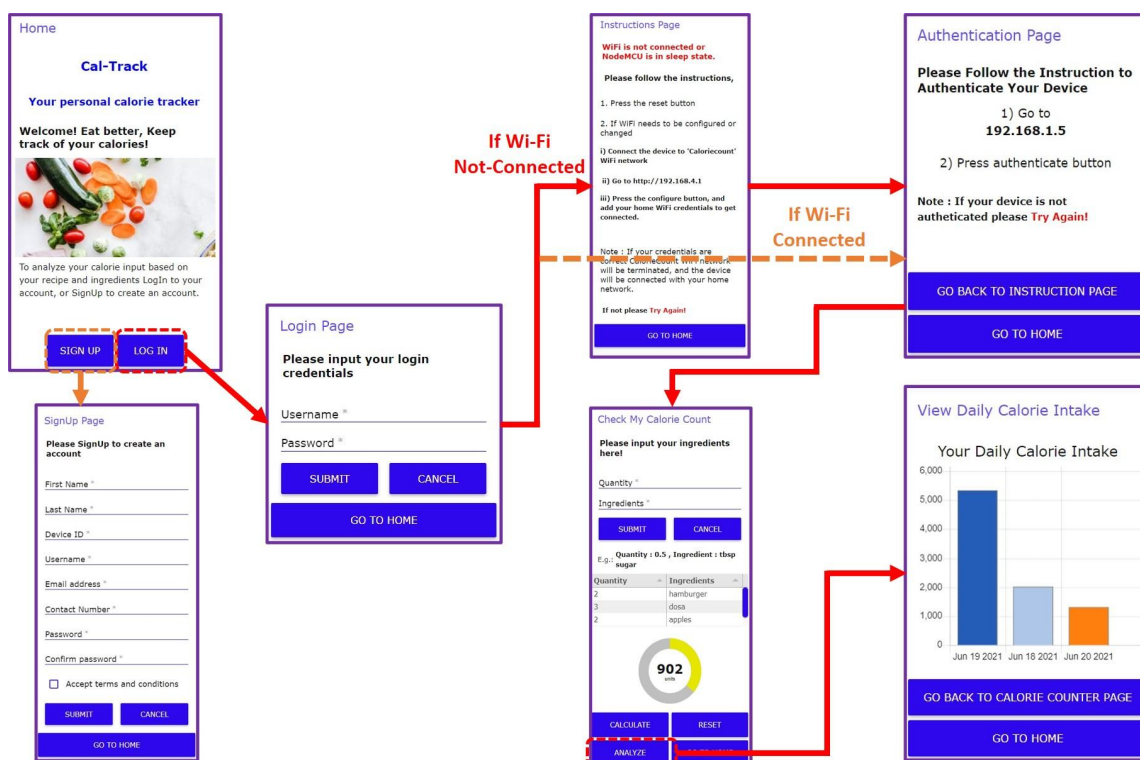 Home
Cal-Track
Your personal calorie tracker
Welcome! Eat better, Keep
track of your calories!
To analyze your calorie input based on
your recipe and ingredients LogIn to your
account, or SignUp to create an account.
SIGN UP
LOG IN
SignUp Page
Please SignUp to create an
account
First Name *
Last Name *
Device ID *
Username *
Email address *
Contact Number *
Password *
Confirm password *
Accept terms and conditions
SUBMIT
CANCEL
GO TO HOME
Login Page
Please input your login
credentials
Username *
Password *
SUBMIT
CANCEL
GO TO HOME
If Wi-Fi
Not-Connected
Instructions Page
WiFi is not connected or
NodeMCU is in sleep state.
Please follow the instructions,
1. Press the reset button
2. If WiFi needs to be configured or
changed
i) Connect the device to 'Caloriecount'
WiFi network
ii) Go to http://192.168.4.1
iii) Press the configure button, and
add your home WiFi credentials to get
connected.
Note : If your credentials are
correct CalorieCount WiFi network
will be terminated, and the device
will be connected with your home
network.
If not please Try Again!
GO TO HOME
If Wi-Fi
Connected
Authentication Page
Please Follow the Instruction to
Authenticate Your Device
1) Go to
192.168.1.5
2) Press authenticate button
Note : If your device is not
autheticated please Try Again!
GO BACK TO INSTRUCTION PAGE
GO TO HOME
Check My Calorie Count
Please input your ingredients
here!
Quantity *
Ingredients *
SUBMIT
CANCEL
E.g.: Quantity : 0.5 , Ingredient : tbsp
sugar
Quantity Ingredients
2 hamburger
3 dosa
2 apples
902
units
CALCULATE
RESET
ANALYZE
GO TO HOME
View Daily Calorie Intake
Your Daily Calorie Intake
6,000
5,000
4,000
3,000
2,000
1,000
0
Jun 19 2021 Jun 18 2021 Jun 20 2021
GO BACK TO CALORIE COUNTER PAGE
GO TO HOME